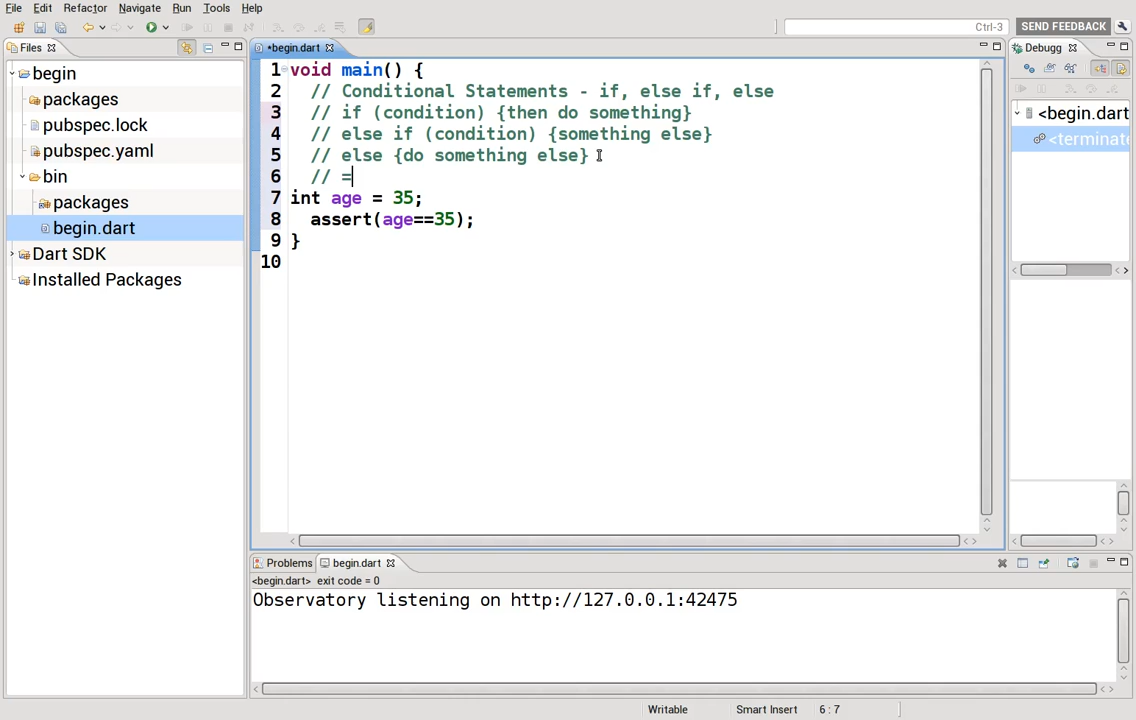 File Edit Refactor Navigate Run Tools Help
Ctrl-3 SEND FEEDBACK
Files
*begin.dart
Debugg
begin
packages
pubspec.lock
pubspec.yaml
bin
packages
begin.dart
Dart SDK
Installed Packages
1 void main() {
2 // Conditional Statements - if, else if, else
3 // if (condition) {then do something}
4 // else if (condition) {something else}
5 // else {do something else}
6 // =
7 int age = 35;
8 assert(age==35);
9 }
10
<begin.dart
<terminate
Problems begin.dart
<begin.dart> exit code = 0
Observatory listening on http://127.0.0.1:42475
Writable Smart Insert 6 : 7